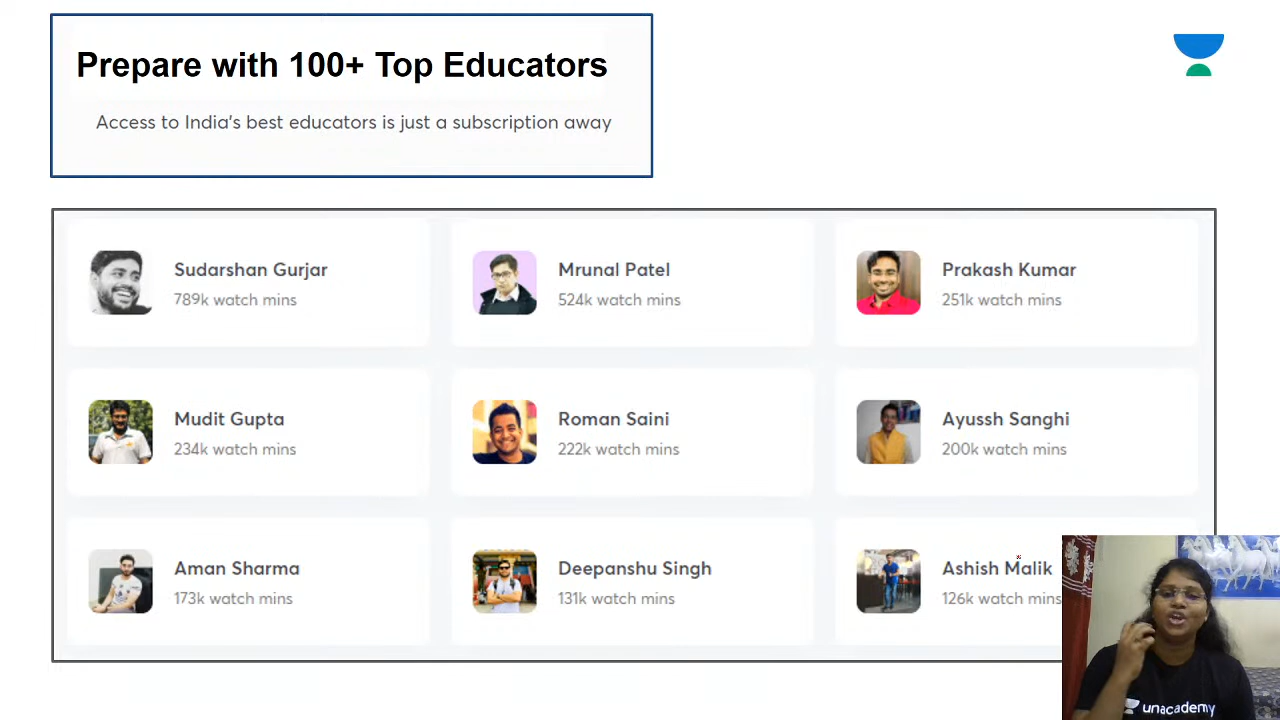 Prepare with 100+ Top Educators
Access to India's best educators is just a subscription away
Sudarshan Gurjar
789k watch mins
Mrunal Patel
524k watch mins
Prakash Kumar
251k watch mins
Mudit Gupta
234k watch mins
Roman Saini
222k watch mins
Ayussh Sanghi
200k watch mins
Aman Sharma
173k watch mins
Deepanshu Singh
131k watch mins
Ashish Malik
126k watch mins
unacademy